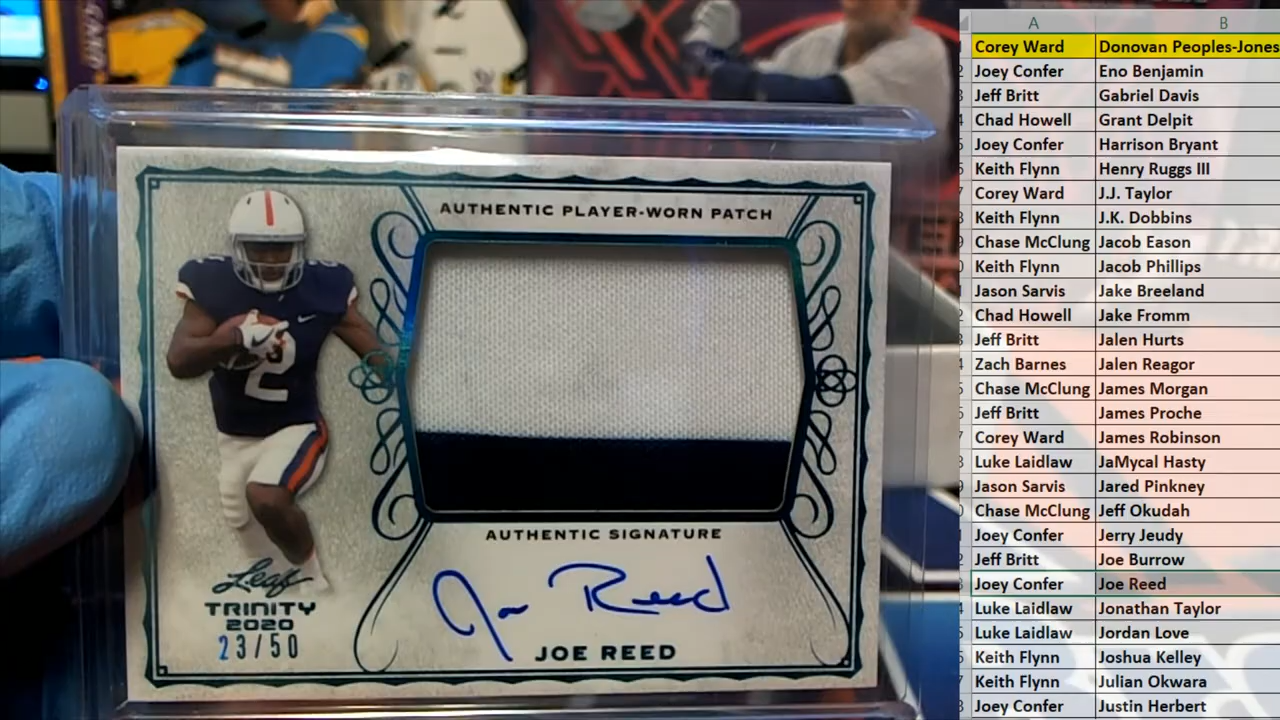 AUTHENTIC PLAYER-WORN PATCH
2
AUTHENTIC SIGNATURE
Joe Reed
JOE REED
Leaf
TRINITY
2020
23/50
A B
Corey Ward Donovan Peoples-Jones
Joey Confer Eno Benjamin
Jeff Britt Gabriel Davis
Chad Howell Grant Delpit
Joey Confer Harrison Bryant
Keith Flynn Henry Ruggs III
Corey Ward J.J. Taylor
Keith Flynn J.K. Dobbins
Chase McClung Jacob Eason
Keith Flynn Jacob Phillips
Jason Sarvis Jake Breeland
Chad Howell Jake Fromm
Jeff Britt Jalen Hurts
Zach Barnes Jalen Reagor
Chase McClung James Morgan
Jeff Britt James Proche
Corey Ward James Robinson
Luke Laidlaw JaMycal Hasty
Jason Sarvis Jared Pinkney
Chase McClung Jeff Okudah
Joey Confer Jerry Jeudy
Jeff Britt Joe Burrow
Joey Confer Joe Reed
Luke Laidlaw Jonathan Taylor
Luke Laidlaw Jordan Love
Keith Flynn Joshua Kelley
Keith Flynn Julian Okwara
Joey Confer Justin Herbert